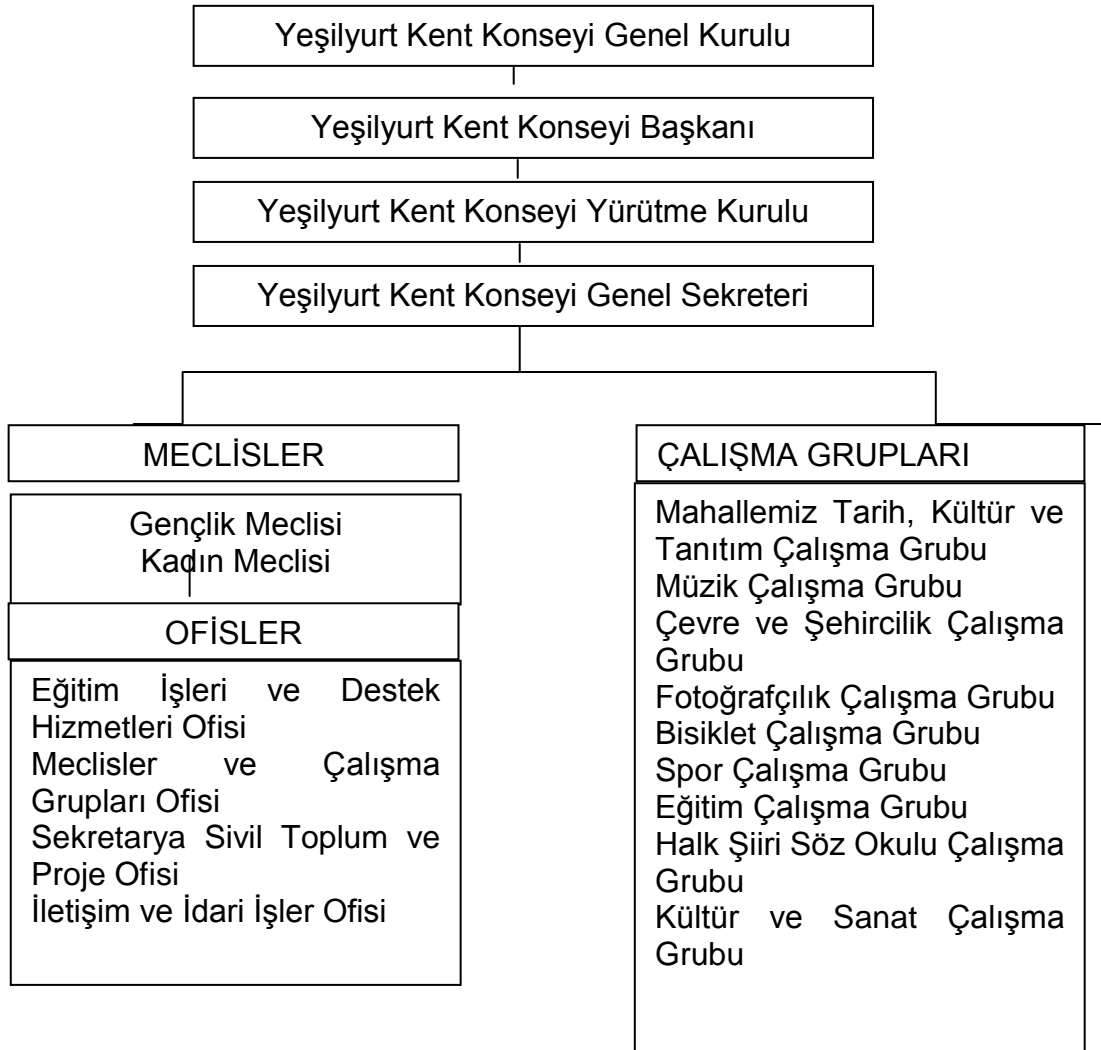 Yeşilyurt Kent Konseyi Genel Kurulu
Yeşilyurt Kent Konseyi Başkanı
Yeşilyurt Kent Konseyi Yürütme Kurulu
Yeşilyurt Kent Konseyi Genel Sekreteri
MECLİSLER
Gençlik Meclisi
Kadın Meclisi
OFİSLER
Eğitim İşleri ve Destek
Hizmetleri Ofisi
Meclisler ve Çalışma
Grupları Ofisi
Sekretarya Sivil Toplum ve
Proje Ofisi
İletişim ve İdari İşler Ofisi
ÇALIŞMA GRUPLARI
Mahallemiz Tarih, Kültür ve
Tanıtım Çalışma Grubu
Müzik Çalışma Grubu
Çevre ve Şehircilik Çalışma
Grubu
Fotoğrafçılık Çalışma Grubu
Bisiklet Çalışma Grubu
Spor Çalışma Grubu
Eğitim Çalışma Grubu
Halk Şiiri Söz Okulu Çalışma
Grubu
Kültür ve Sanat Çalışma
Grubu